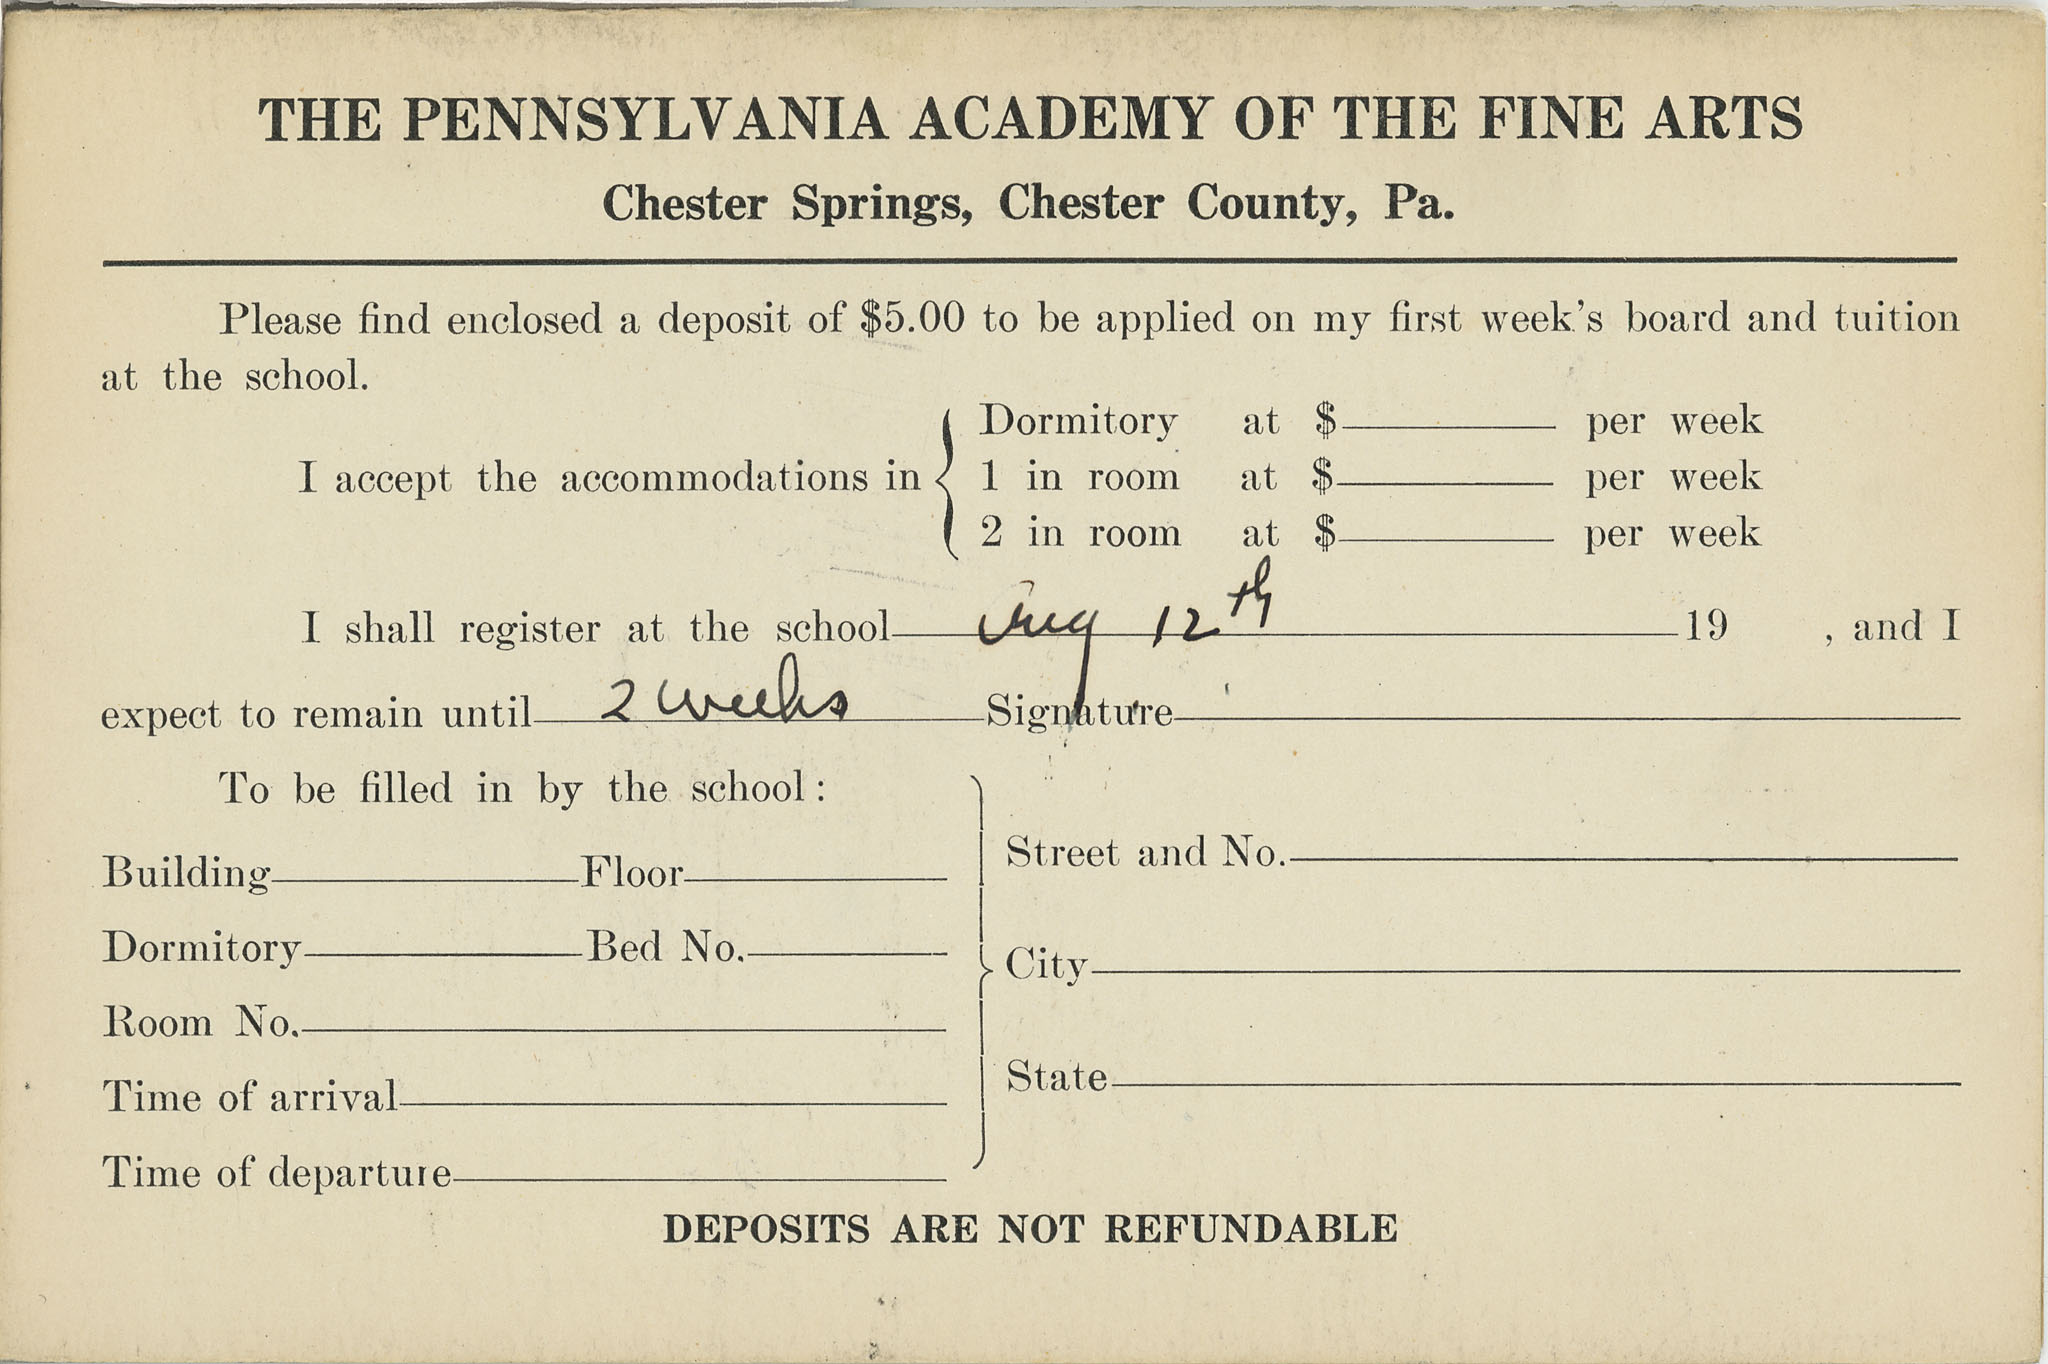 THE PENNSYLVANIA ACADEMY OF THE FINE ARTS
Chester Springs, Chester County, Pa.
Please find enclosed a deposit of $5.00 to be applied on my first week's board and tuition
at the school.
Dormitory at $ per week
I accept the accommodations in 1 in room at $ per week
2 in room at $ per week
I shall register at the school Aug 12th 19 , and I
expect to remain until 2 weeks Signature
To be filled in by the school:
Street and No.
Building Floor
Dormitory Bed No.
City
Room No.
State
Time of arrival
Time of departure
DEPOSITS ARE NOT REFUNDABLE